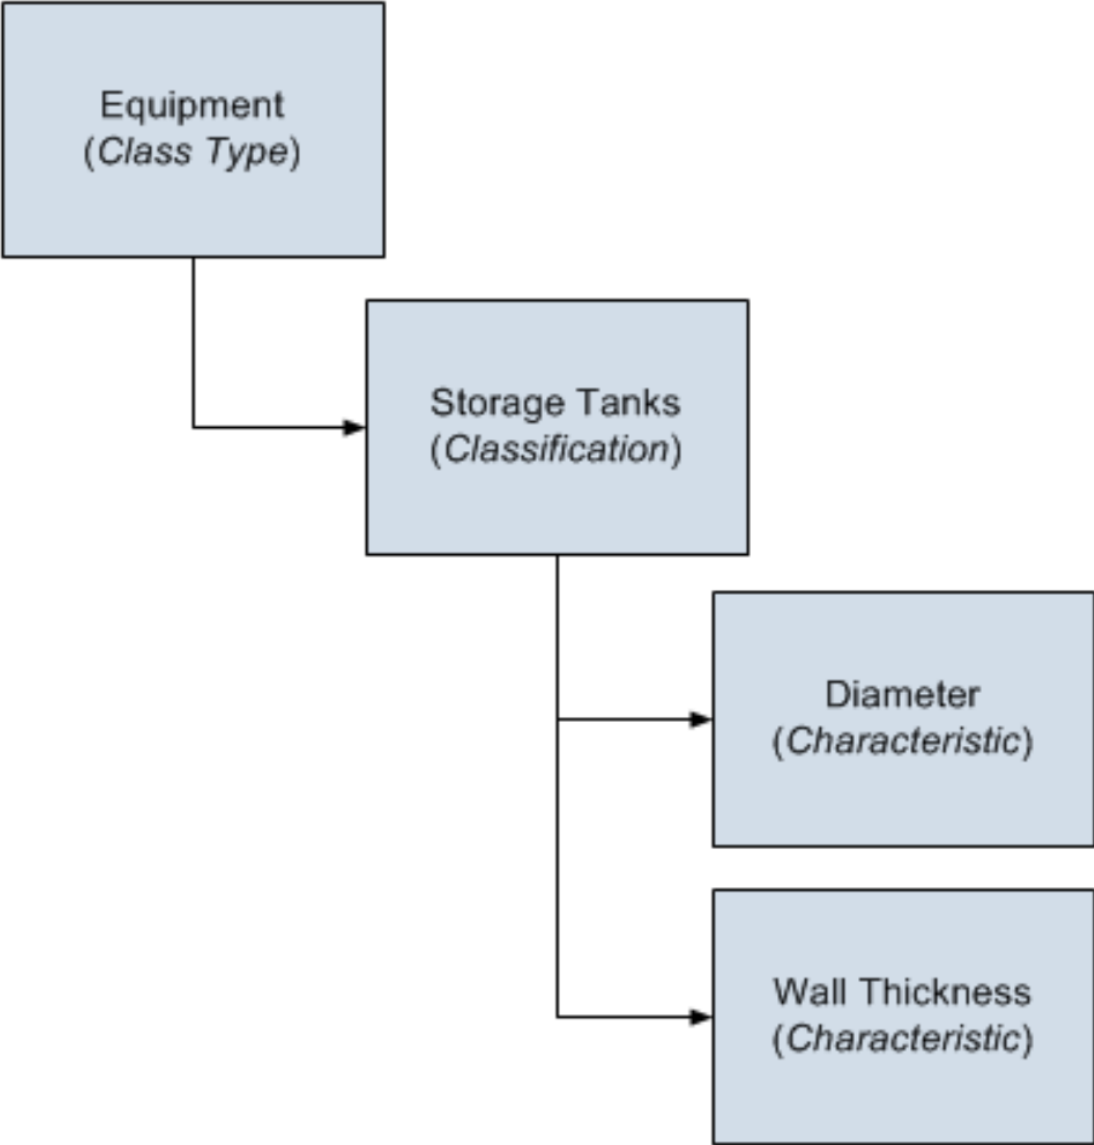 Equipment
(Class Type)
Storage Tanks
(Classification)
Diameter
(Characteristic)
Wall Thickness
(Characteristic)